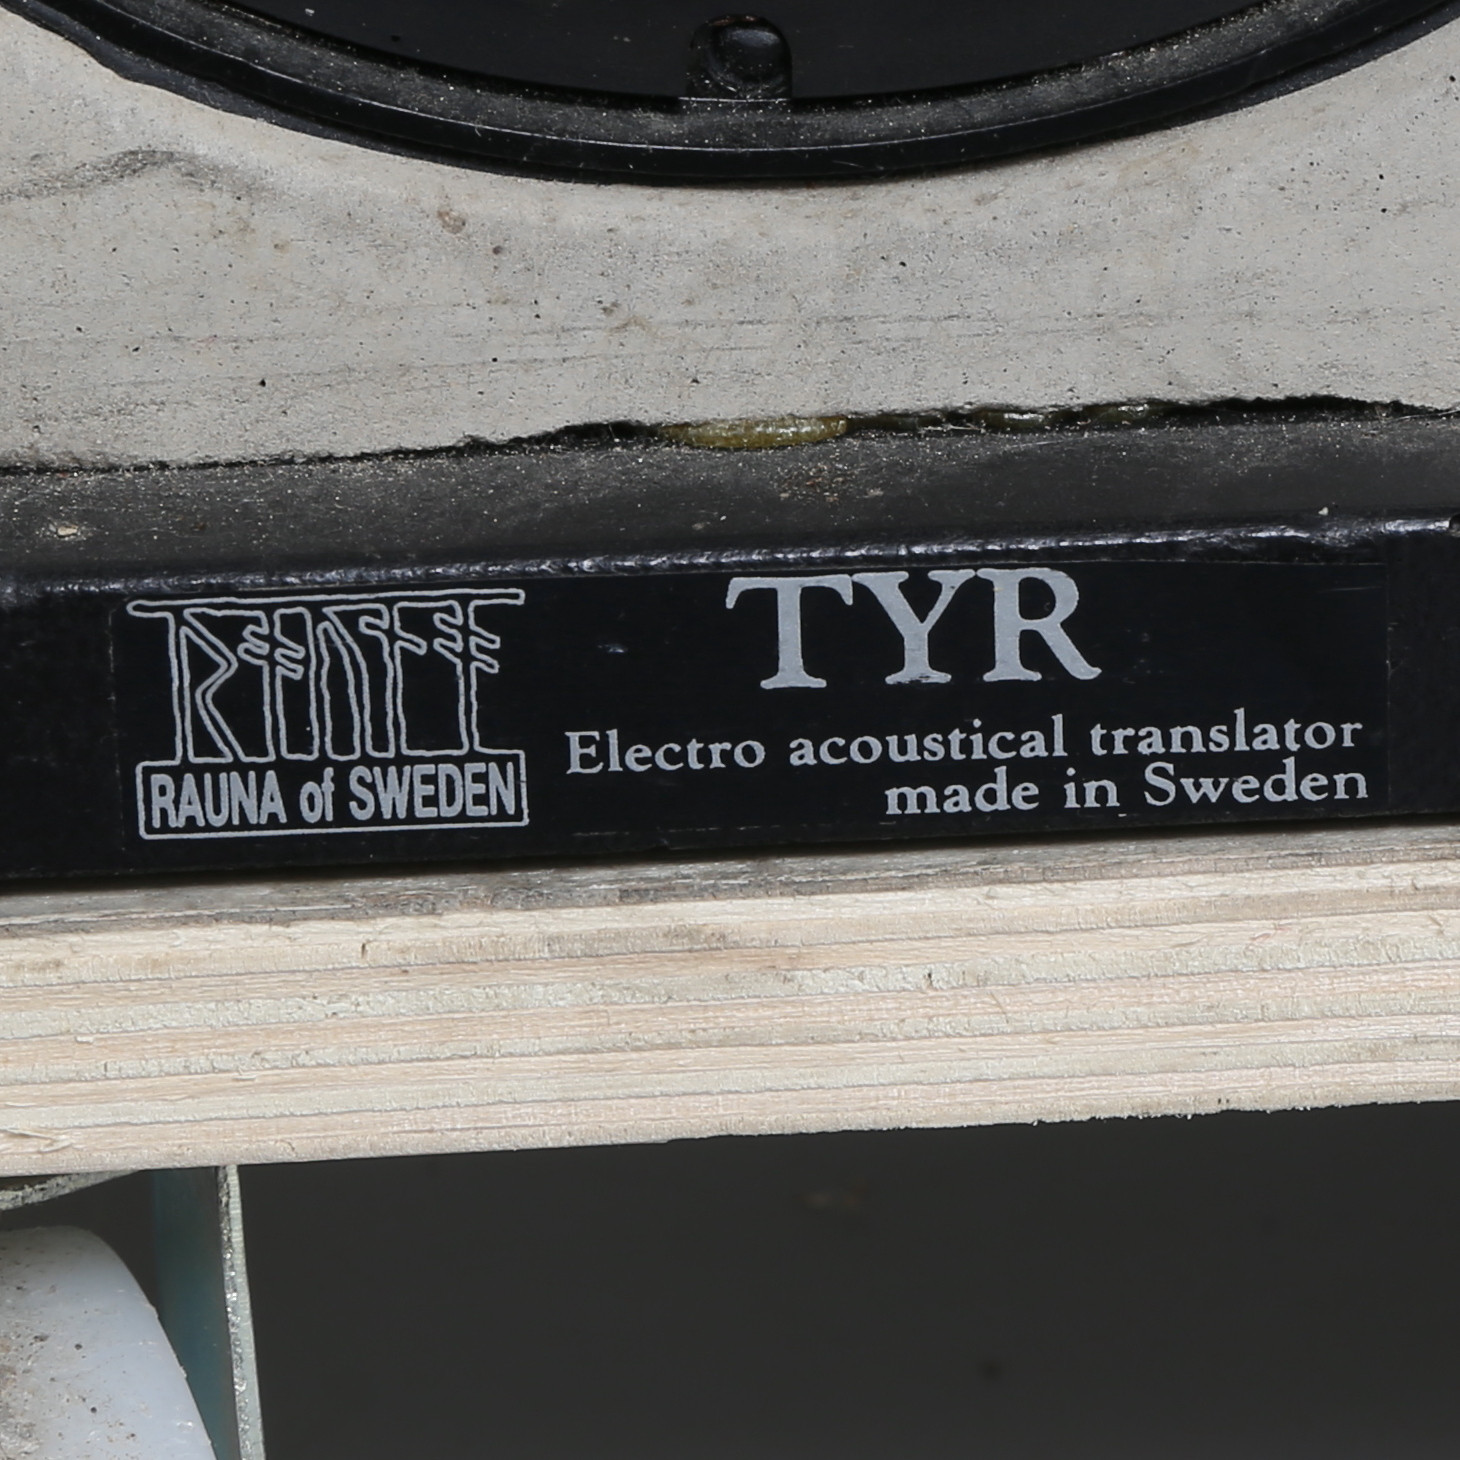 RAUNA of SWEDEN
TYR
Electro acoustical translator
made in Sweden